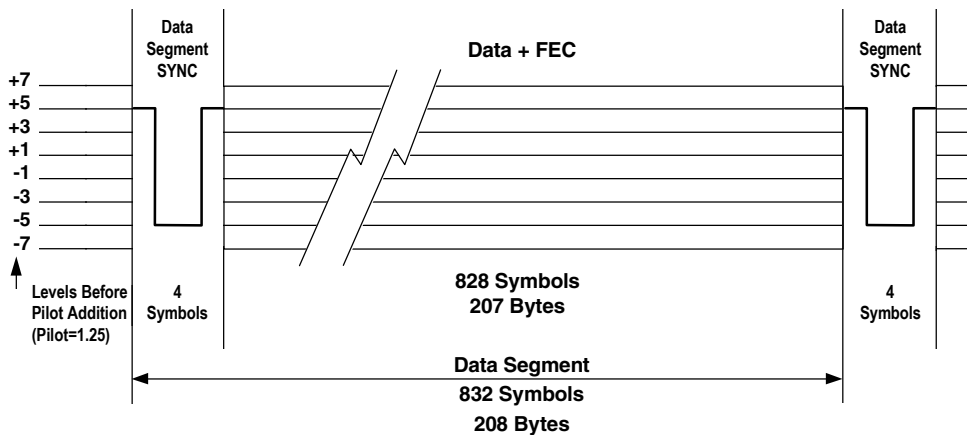 Data
Segment
SYNC
Data + FEC
Data
Segment
SYNC
+7
+5
+3
+1
-1
-3
-5
-7
Levels Before
Pilot Addition
(Pilot=1.25)
4
Symbols
828 Symbols
207 Bytes
4
Symbols
Data Segment
832 Symbols
208 Bytes